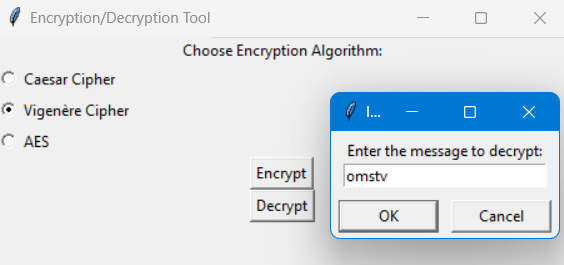 Encryption/Decryption Tool
Choose Encryption Algorithm:
Caesar Cipher
Vigenère Cipher
AES
Encrypt
Decrypt
I...
Enter the message to decrypt:
omstv
OK
Cancel